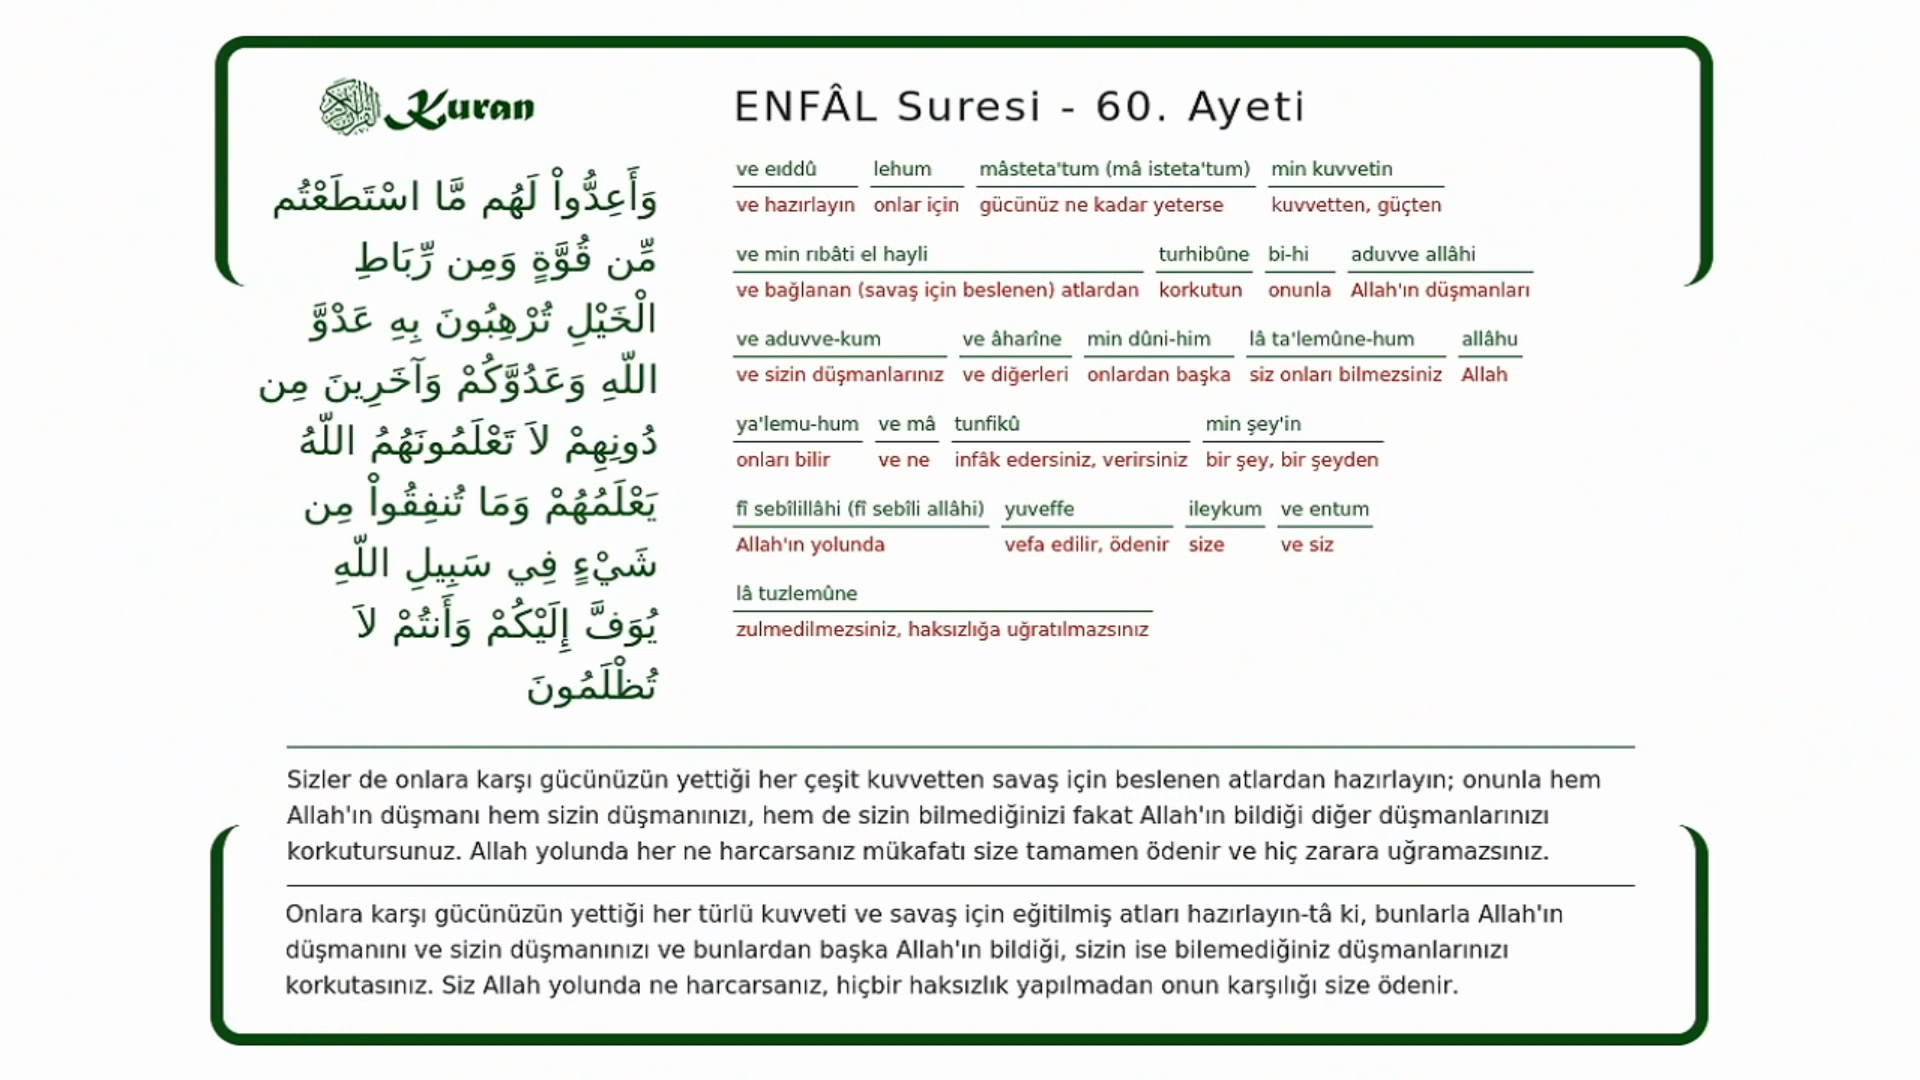 Kuran
ENFÂL Suresi - 60. Ayeti
وَأَعِدُّواْ لَهُم مَّا اسْتَطَعْتُم
مِّن قُوَّةٍ وَمِن رِّبَاطِ
الْخَيْلِ تُرْهِبُونَ بِهِ عَدْوَّ
اللّهِ وَعَدُوَّكُمْ وَآخَرِينَ مِن
دُونِهِمْ لاَ تَعْلَمُونَهُمُ اللّهُ
يَعْلَمُهُمْ وَمَا تُنفِقُواْ مِن
شَيْءٍ فِي سَبِيلِ اللّهِ
يُوَفَّ إِلَيْكُمْ وَأَنتُمْ لاَ
تُظْلَمُونَ
ve eıddû lehum mâsteta'tum (mâ isteta'tum) min kuvvetin
ve hazırlayın onlar için gücünüz ne kadar yeterse kuvvetten, güçten
ve min rıbâti el hayli turhibûne bi-hi aduvve allâhi
ve bağlanan (savaş için beslenen) atlardan korkutun onunla Allah'ın düşmanları
ve aduvve-kum ve âharîne min dûni-him lâ ta'lemûne-hum allâhu
ve sizin düşmanlarınız ve diğerleri onlardan başka siz onları bilmezsiniz Allah
ya'lemu-hum ve mâ tunfikû min şey'in
onları bilir ve ne infâk edersiniz, verirsiniz bir şey, bir şeyden
fî sebîlillâhi (fî sebîli allâhi) yuveffe ileykum ve entum
Allah'ın yolunda vefa edilir, ödenir size ve siz
lâ tuzlemûne
zulmedilmezsiniz, haksızlığa uğratılmazsınız
Sizler de onlara karşı gücünüzün yettiği her çeşit kuvvetten savaş için beslenen atlardan hazırlayın; onunla hem
Allah'ın düşmanı hem sizin düşmanınızı, hem de sizin bilmediğinizi fakat Allah'ın bildiği diğer düşmanlarınızı
korkutursunuz. Allah yolunda her ne harcarsanız mükafatı size tamamen ödenir ve hiç zarara uğramazsınız.
Onlara karşı gücünüzün yettiği her türlü kuvveti ve savaş için eğitilmiş atları hazırlayın-tâ ki, bunlarla Allah'ın
düşmanını ve sizin düşmanınızı ve bunlardan başka Allah'ın bildiği, sizin ise bilemediğiniz düşmanlarınızı
korkutasınız. Siz Allah yolunda ne harcarsanız, hiçbir haksızlık yapılmadan onun karşılığı size ödenir.